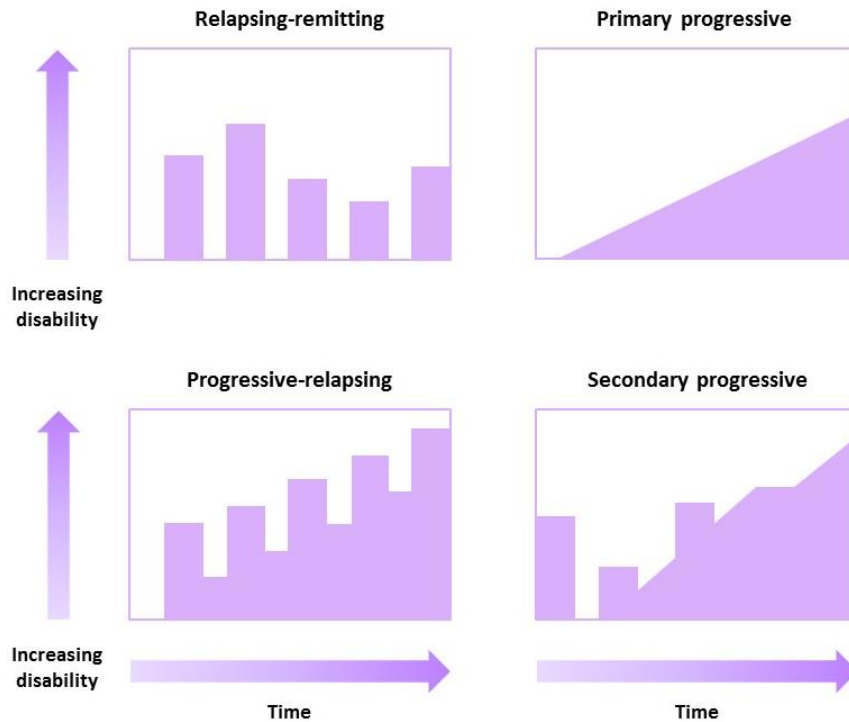 Relapsing-remitting
Primary progressive
Increasing
disability
Progressive-relapsing
Secondary progressive
Increasing
disability
Time
Time